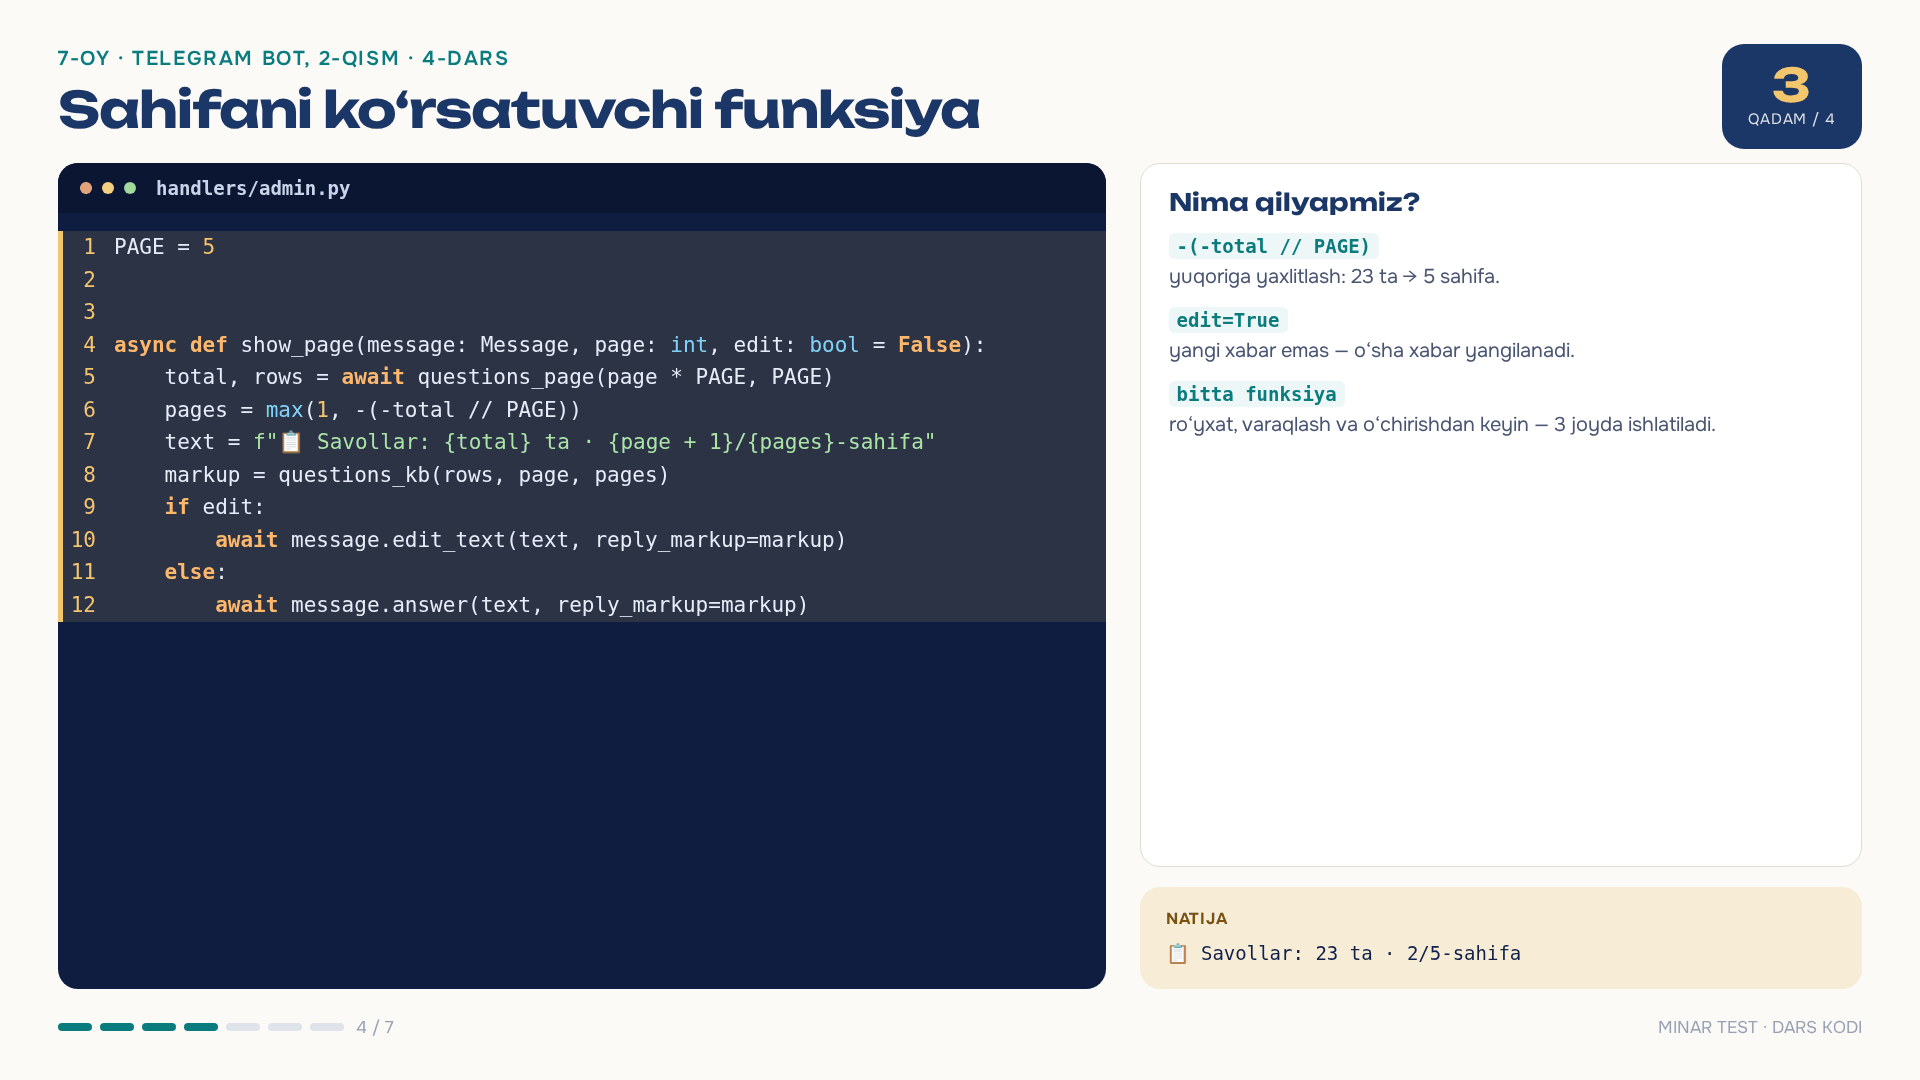 7-OY · TELEGRAM BOT, 2-QISM · 4-DARS
Sahifani ko‘rsatuvchi funksiya
3
QADAM / 4
handlers/admin.py
1 PAGE = 5
2
3
4 async def show_page(message: Message, page: int, edit: bool = False):
5     total, rows = await questions_page(page * PAGE, PAGE)
6     pages = max(1, -(-total // PAGE))
7     text = f"📋 Savollar: {total} ta · {page + 1}/{pages}-sahifa"
8     markup = questions_kb(rows, page, pages)
9     if edit:
10         await message.edit_text(text, reply_markup=markup)
11     else:
12         await message.answer(text, reply_markup=markup)
Nima qilyapmiz?
-(-total // PAGE)
yuqoriga yaxlitlash: 23 ta → 5 sahifa.
edit=True
yangi xabar emas — o‘sha xabar yangilanadi.
bitta funksiya
ro‘yxat, varaqlash va o‘chirishdan keyin — 3 joyda ishlatiladi.
NATIJA
📋 Savollar: 23 ta · 2/5-sahifa
4 / 7
MINAR TEST · DARS KODI